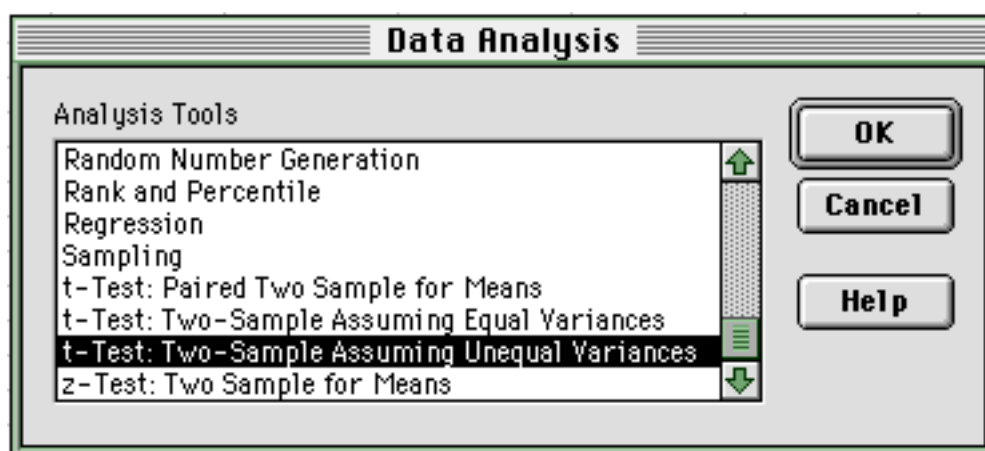 Data Analysis
Analysis Tools
Random Number Generation
Rank and Percentile
Regression
Sampling
t-Test: Paired Two Sample for Means
t-Test: Two-Sample Assuming Equal Variances
t-Test: Two-Sample Assuming Unequal Variances
z-Test: Two Sample for Means
OK
Cancel
Help